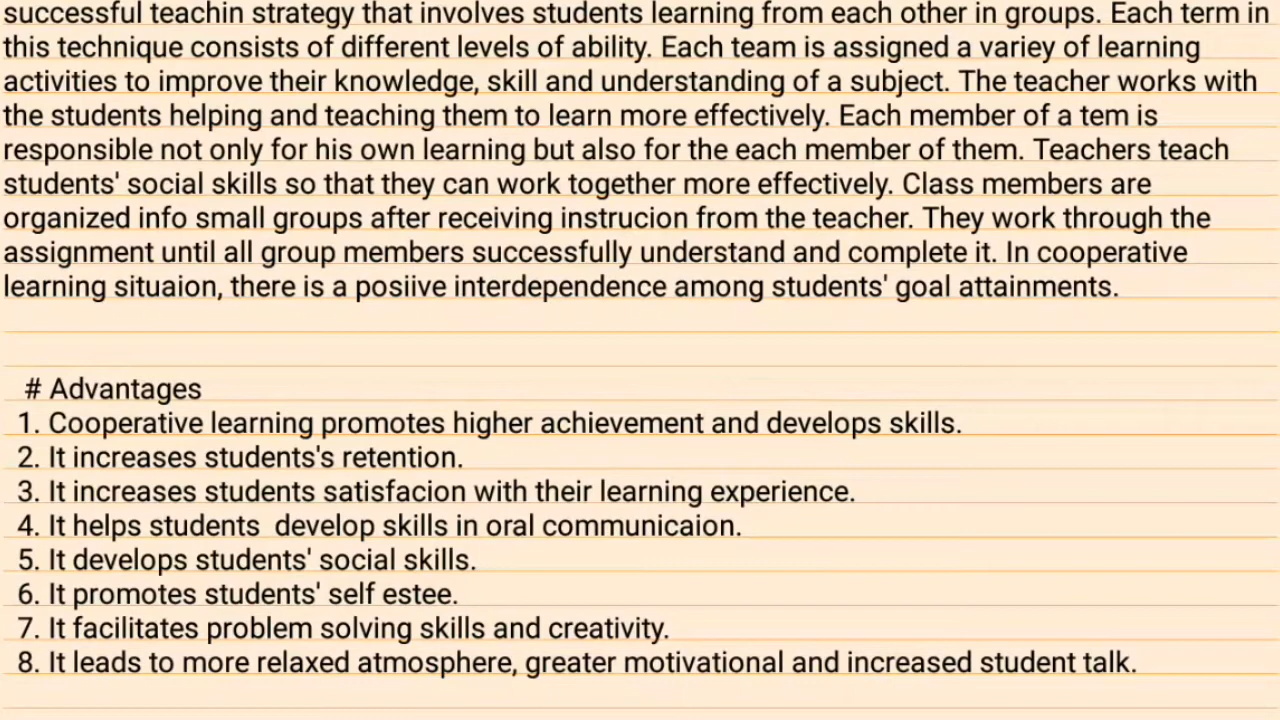 successful teachin strategy that involves students learning from each other in groups. Each term in
this technique consists of different levels of ability. Each team is assigned a variey of learning
activities to improve their knowledge, skill and understanding of a subject. The teacher works with
the students helping and teaching them to learn more effectively. Each member of a tem is
responsible not only for his own learning but also for the each member of them. Teachers teach
students' social skills so that they can work together more effectively. Class members are
organized info small groups after receiving instrucion from the teacher. They work through the
assignment until all group members successfully understand and complete it. In cooperative
learning situaion, there is a posiive interdependence among students' goal attainments.
# Advantages
1. Cooperative learning promotes higher achievement and develops skills.
2. It increases students's retention.
3. It increases students satisfacion with their learning experience.
4. It helps students  develop skills in oral communicaion.
5. It develops students' social skills.
6. It promotes students' self estee.
7. It facilitates problem solving skills and creativity.
8. It leads to more relaxed atmosphere, greater motivational and increased student talk.